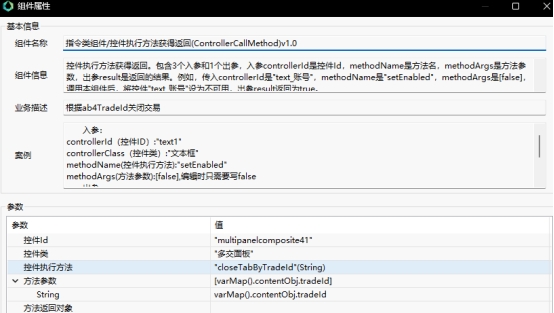 组件属性
基本信息
组件名称
指令类组件/控件执行方法获得返回(ControllerCallMethod)v1.0
组件信息
控件执行方法获得返回。包含3个入参和1个出参，入参controllerId是控件Id，methodName是方法名，methodArgs是方法参
数，出参result是返回的结果。例如，传入controllerId是"text_账号"，methodName是"setEnabled"，methodArgs是[false]，
调用本组件后，将控件"text_账号"设为不可用，出参result返回为true。
业务描述
根据ab4TradeId关闭交易
案例
入参:
controllerId（控件ID）:"text1"
controllerClass（控件类）:"文本框"
methodName(控件执行方法):"setEnabled"
methodArgs(方法参数):[false],编辑时只需要写false
出参
参数
参数 值
控件Id "multipanelcomposite41"
控件类 "多交面板"
控件执行方法 "closeTabByTradeId"(String)
方法参数 [varMap().contentObj.tradeId]
String varMap().contentObj.tradeId
方法返回对象